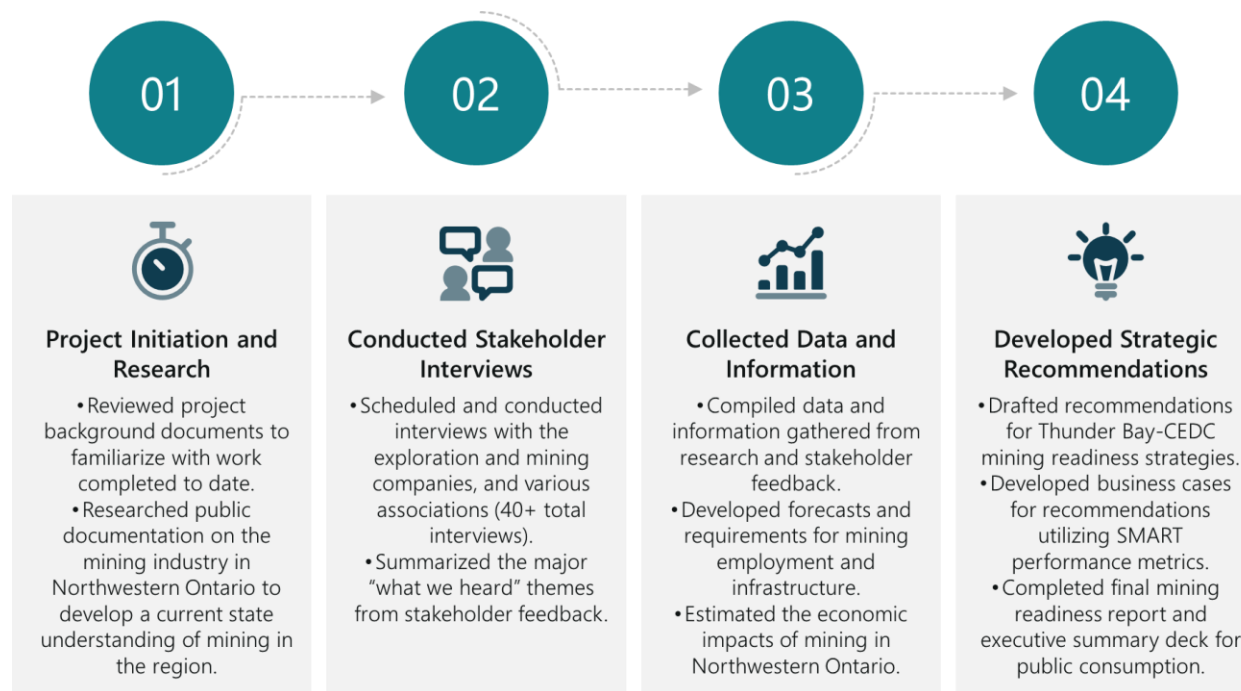 01
02
03
04
Project Initiation and
Research
•Reviewed project
background documents to
familiarize with work
completed to date.
•Researched public
documentation on the
mining industry in
Northwestern Ontario to
develop a current state
understanding of mining in
the region.
Conducted Stakeholder
Interviews
•Scheduled and conducted
interviews with the
exploration and mining
companies, and various
associations (40+ total
interviews).
•Summarized the major
“what we heard” themes
from stakeholder feedback.
Collected Data and
Information
•Compiled data and
information gathered from
research and stakeholder
feedback.
•Developed forecasts and
requirements for mining
employment and
infrastructure.
•Estimated the economic
impacts of mining in
Northwestern Ontario.
Developed Strategic
Recommendations
•Drafted recommendations
for Thunder Bay-CEDC
mining readiness strategies.
•Developed business cases
for recommendations
utilizing SMART
performance metrics.
•Completed final mining
readiness report and
executive summary deck for
public consumption.